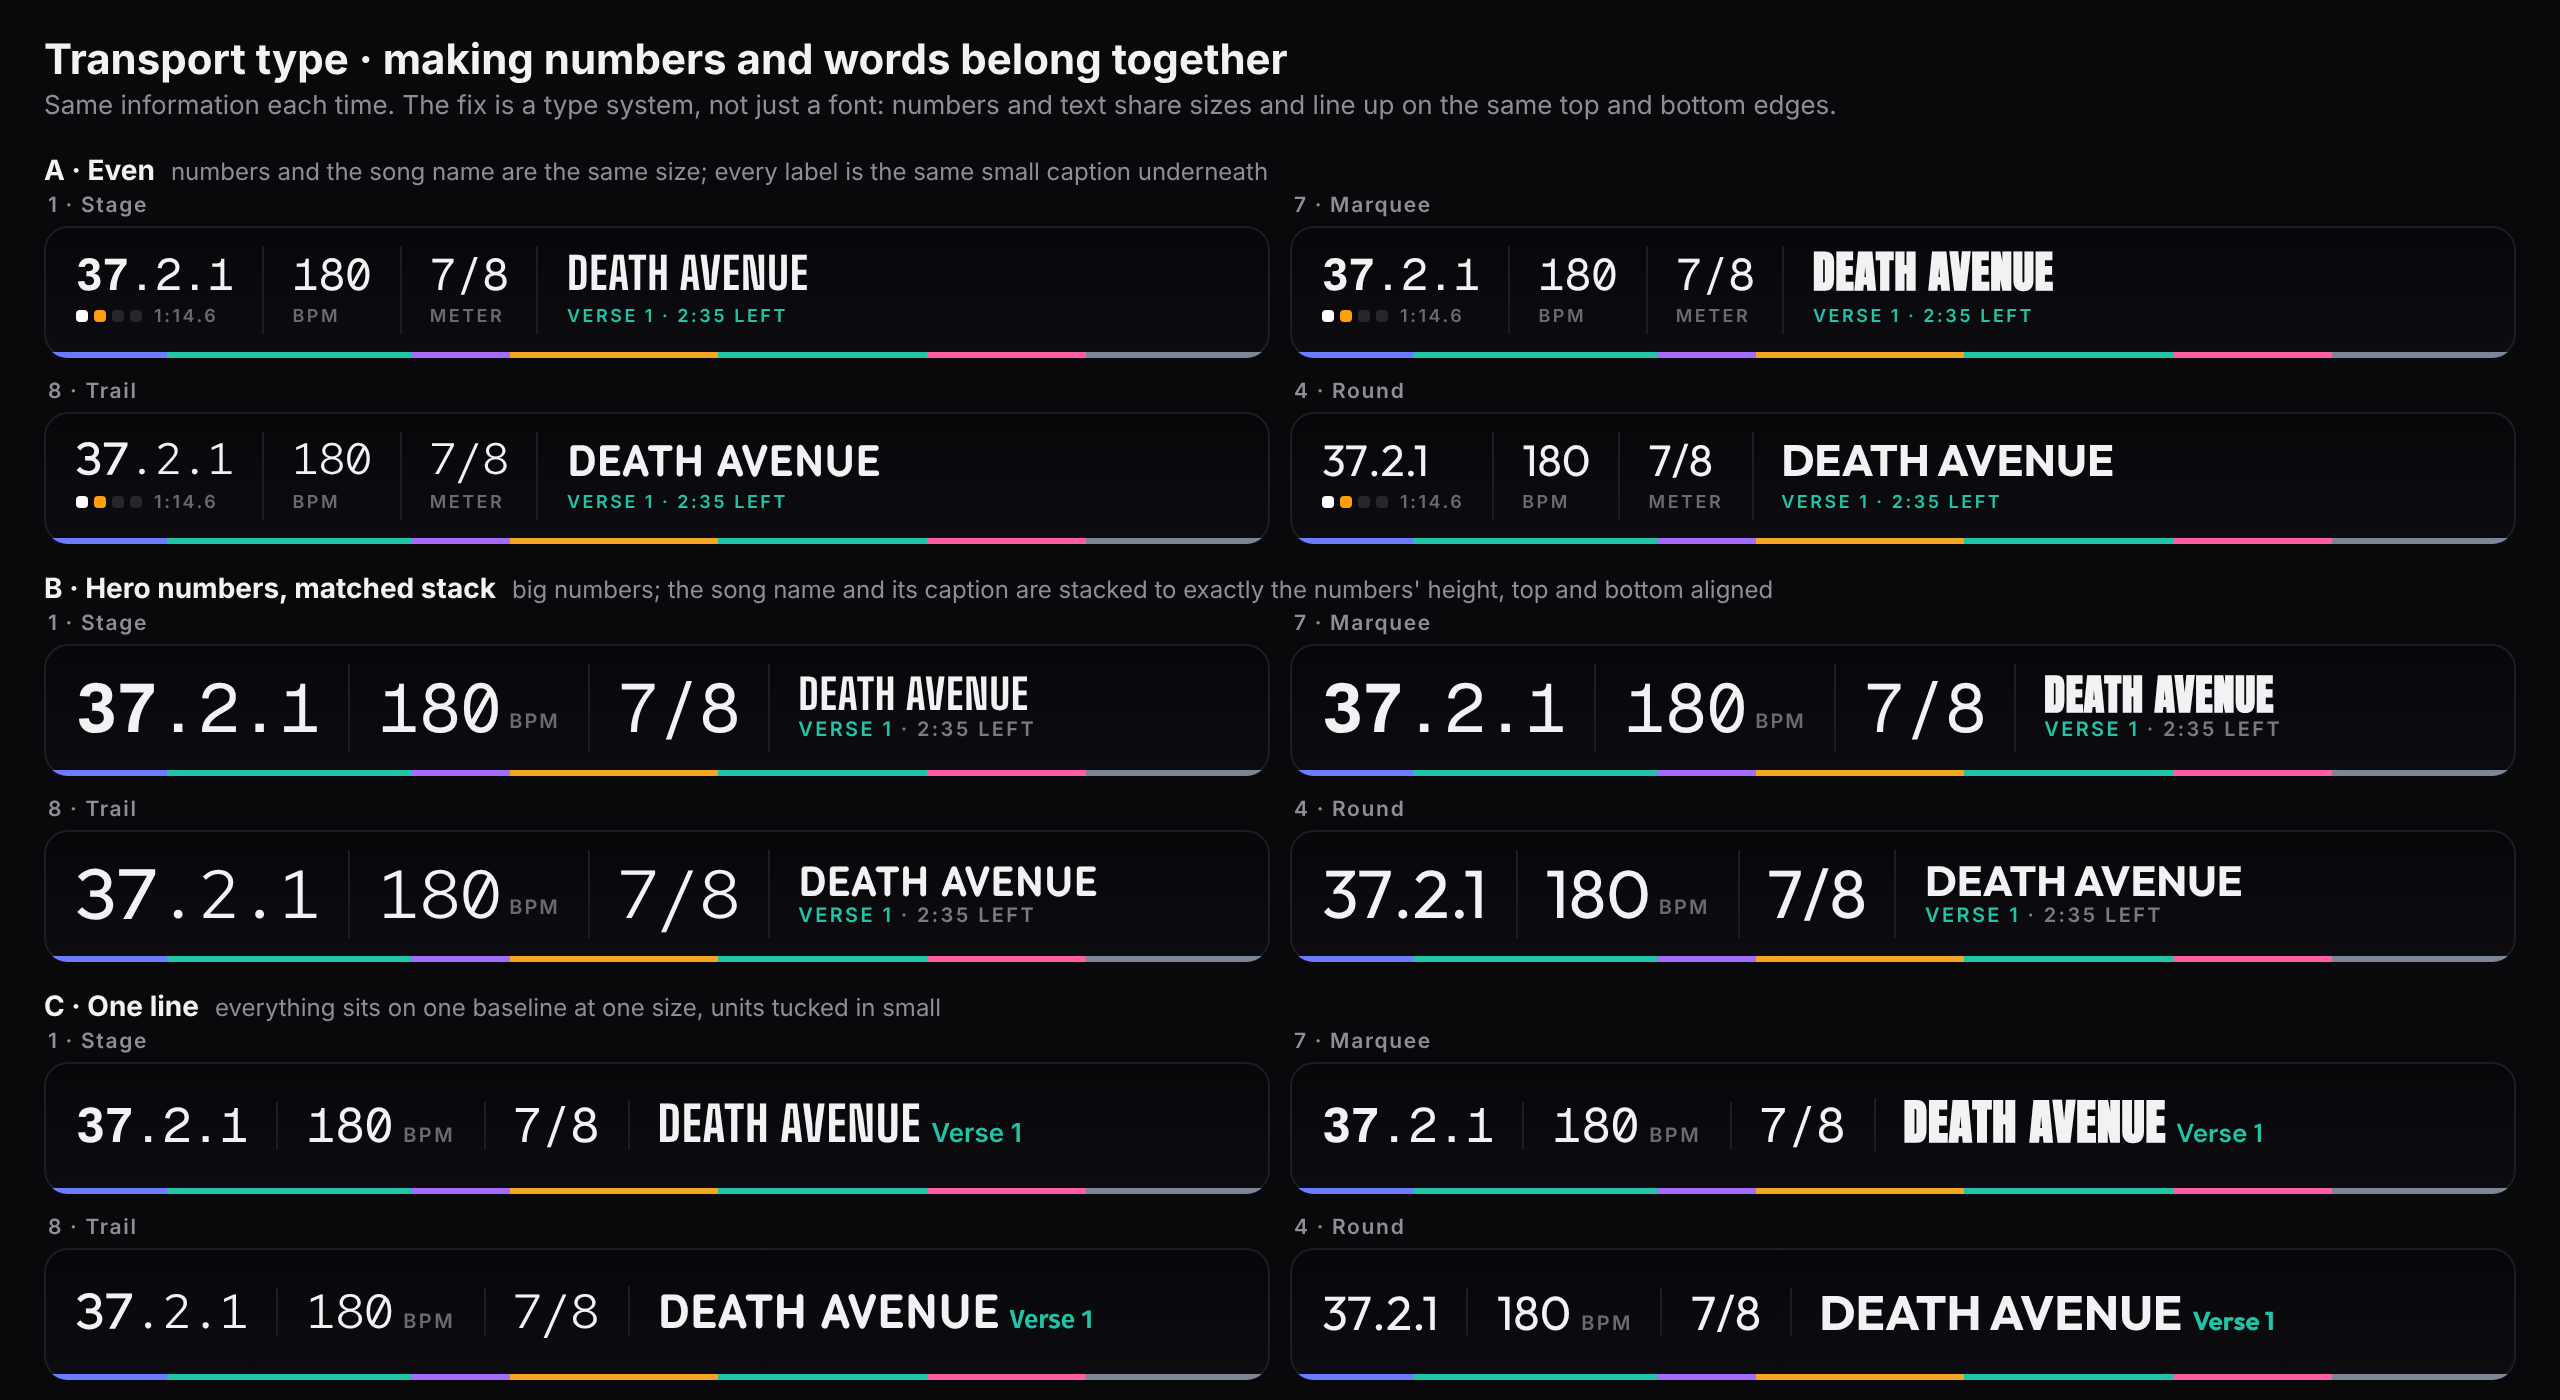 Transport type · making numbers and words belong together
Same information each time. The fix is a type system, not just a font: numbers and text share sizes and line up on the same top and bottom edges.
A · Even numbers and the song name are the same size; every label is the same small caption underneath
1 · Stage
37.2.1 180 7/8 DEATH AVENUE
1:14.6 BPM METER VERSE 1 · 2:35 LEFT
7 · Marquee
37.2.1 180 7/8 DEATH AVENUE
1:14.6 BPM METER VERSE 1 · 2:35 LEFT
8 · Trail
37.2.1 180 7/8 DEATH AVENUE
1:14.6 BPM METER VERSE 1 · 2:35 LEFT
4 · Round
37.2.1 180 7/8 DEATH AVENUE
1:14.6 BPM METER VERSE 1 · 2:35 LEFT
B · Hero numbers, matched stack big numbers; the song name and its caption are stacked to exactly the numbers' height, top and bottom aligned
1 · Stage
37.2.1 180 BPM 7/8 DEATH AVENUE
VERSE 1 · 2:35 LEFT
7 · Marquee
37.2.1 180 BPM 7/8 DEATH AVENUE
VERSE 1 · 2:35 LEFT
8 · Trail
37.2.1 180 BPM 7/8 DEATH AVENUE
VERSE 1 · 2:35 LEFT
4 · Round
37.2.1 180 BPM 7/8 DEATH AVENUE
VERSE 1 · 2:35 LEFT
C · One line everything sits on one baseline at one size, units tucked in small
1 · Stage
37.2.1 180 BPM 7/8 DEATH AVENUE Verse 1
7 · Marquee
37.2.1 180 BPM 7/8 DEATH AVENUE Verse 1
8 · Trail
37.2.1 180 BPM 7/8 DEATH AVENUE Verse 1
4 · Round
37.2.1 180 BPM 7/8 DEATH AVENUE Verse 1